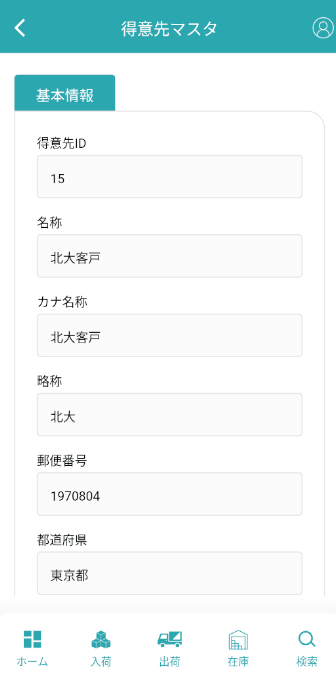 得意先マスタ
基本情報
得意先ID
15
名称
北大客戸
カナ名称
北大客戸
略称
北大
郵便番号
1970804
都道府県
東京都
ホーム
入荷
出荷
在庫
検索